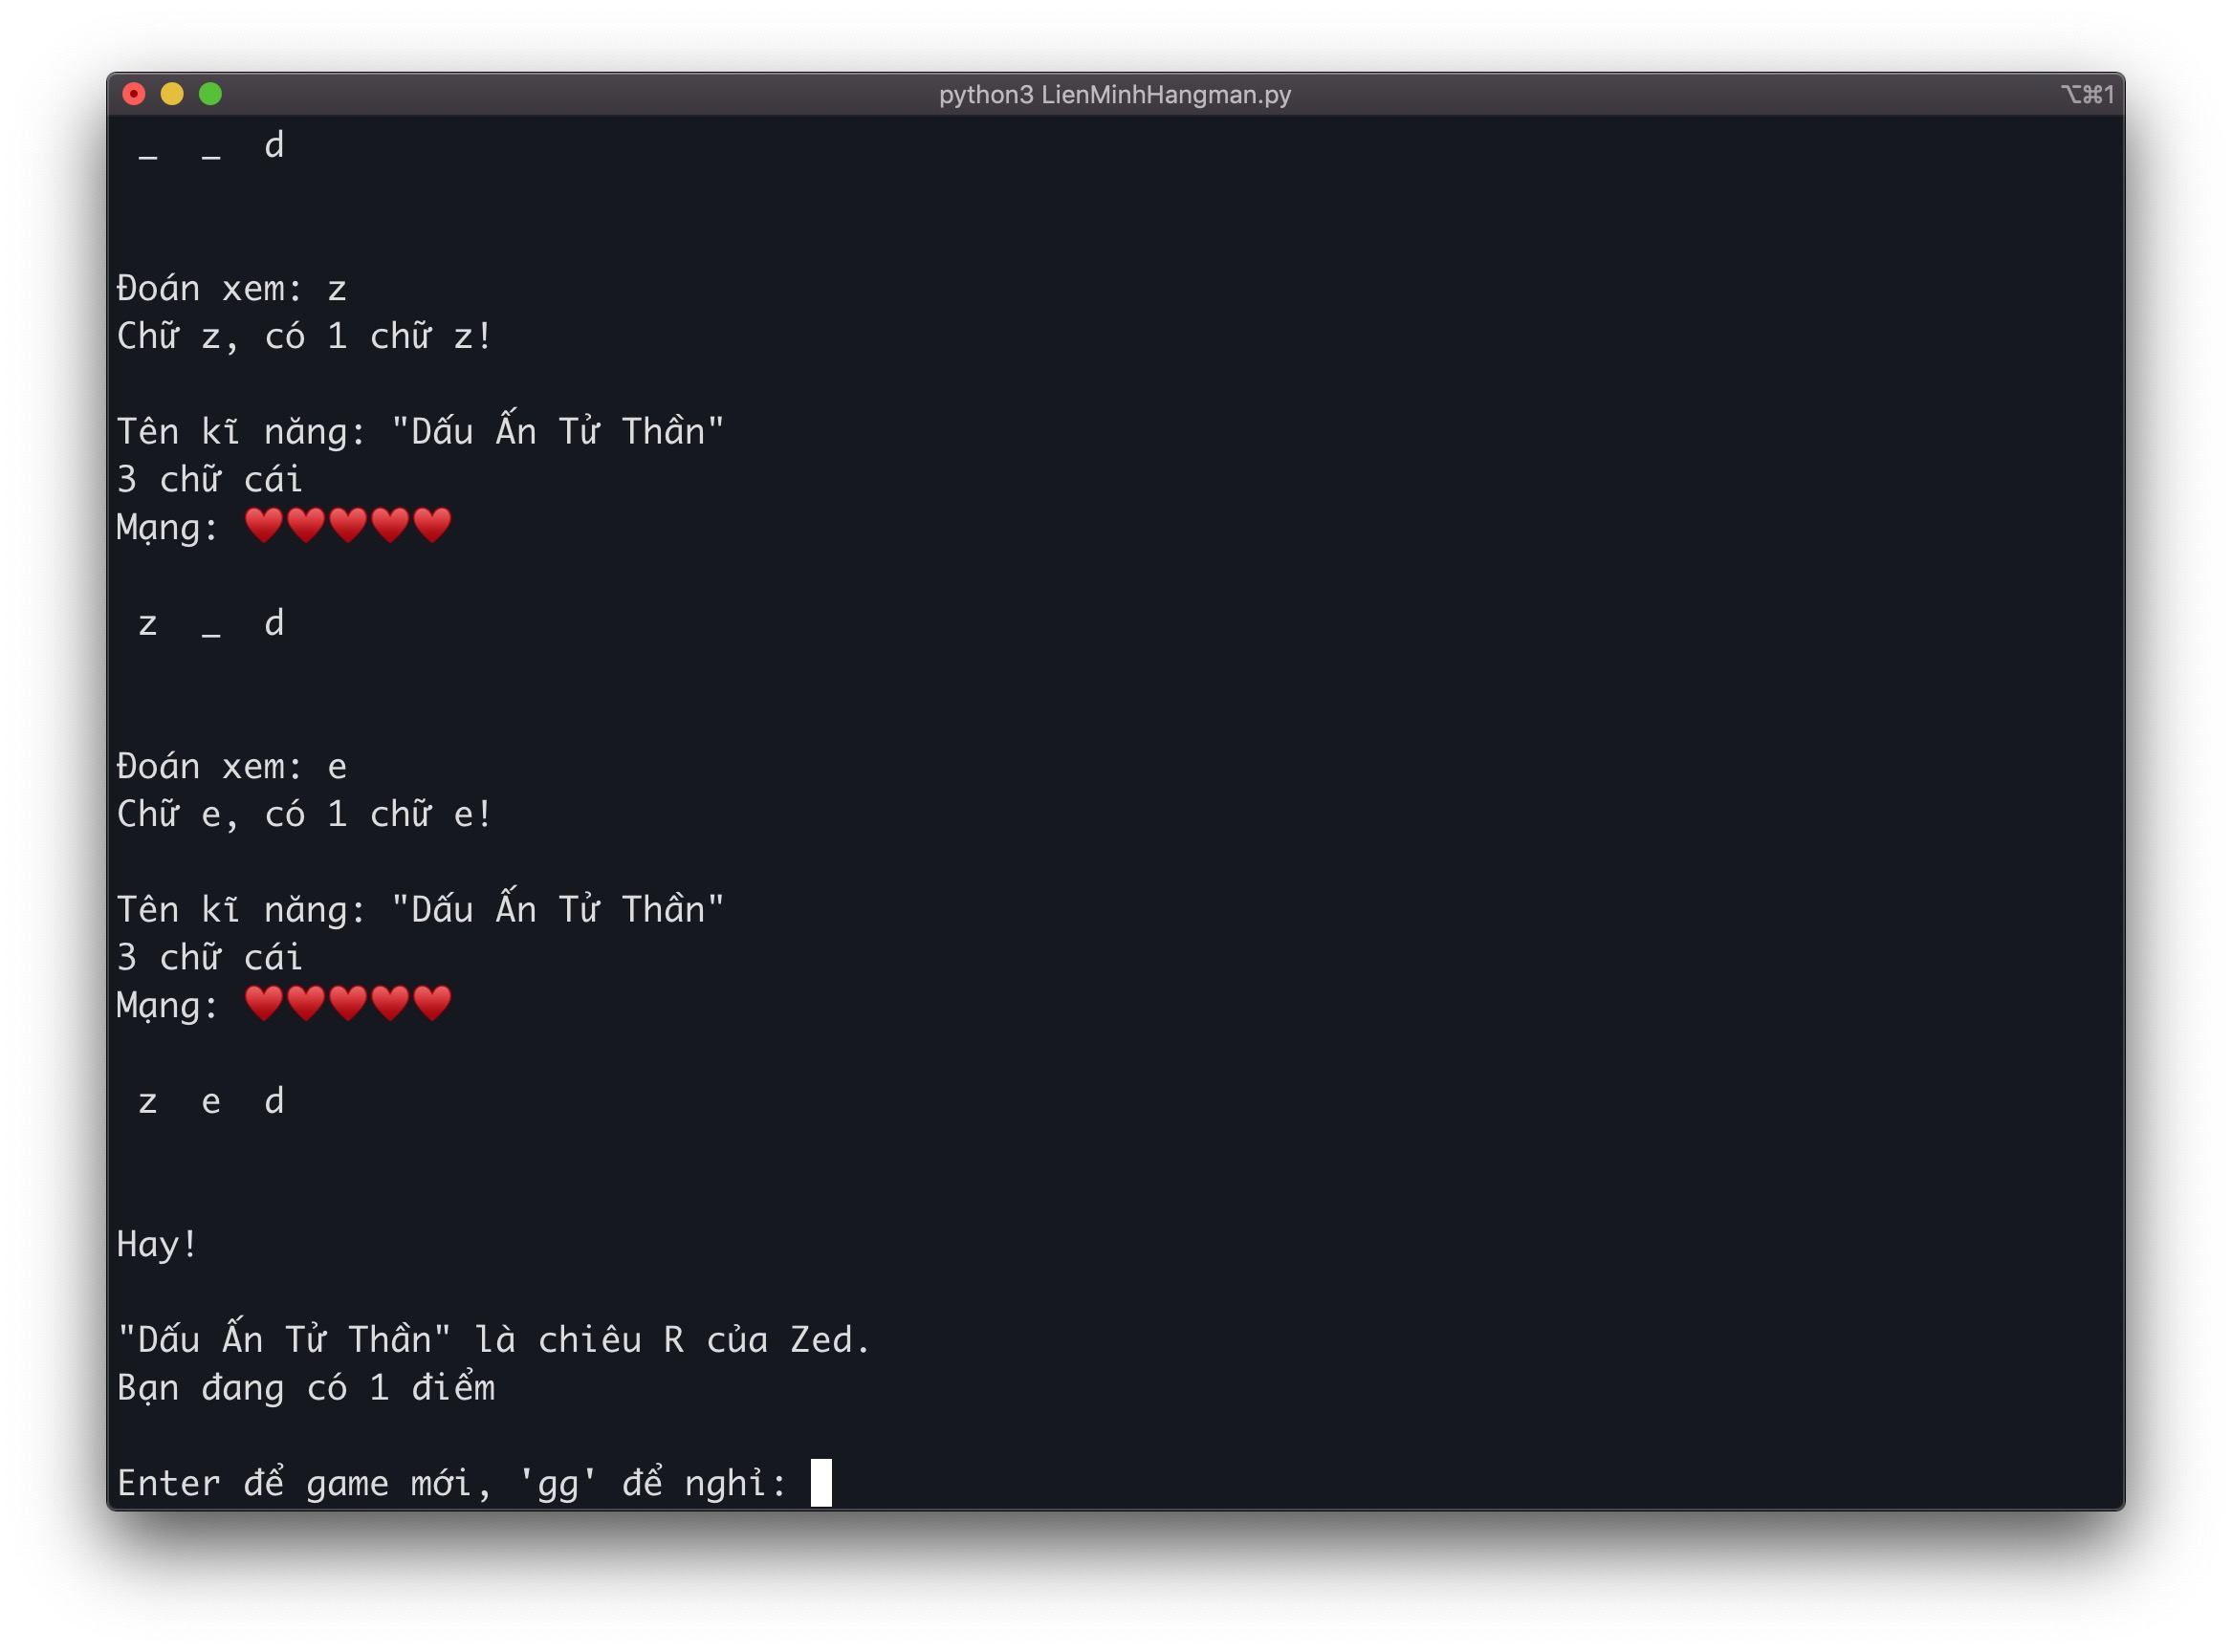 python3 LienMinhHangman.py
⌥⌘1
_ _ d
Đoán xem: z
Chữ z, có 1 chữ z!
Tên kĩ năng: "Dấu Ấn Tử Thần"
3 chữ cái
Mạng: ♥♥♥♥♥
z _ d
Đoán xem: e
Chữ e, có 1 chữ e!
Tên kĩ năng: "Dấu Ấn Tử Thần"
3 chữ cái
Mạng: ♥♥♥♥♥
z e d
Hay!
"Dấu Ấn Tử Thần" là chiêu R của Zed.
Bạn đang có 1 điểm
Enter để game mới, 'gg' để nghỉ: